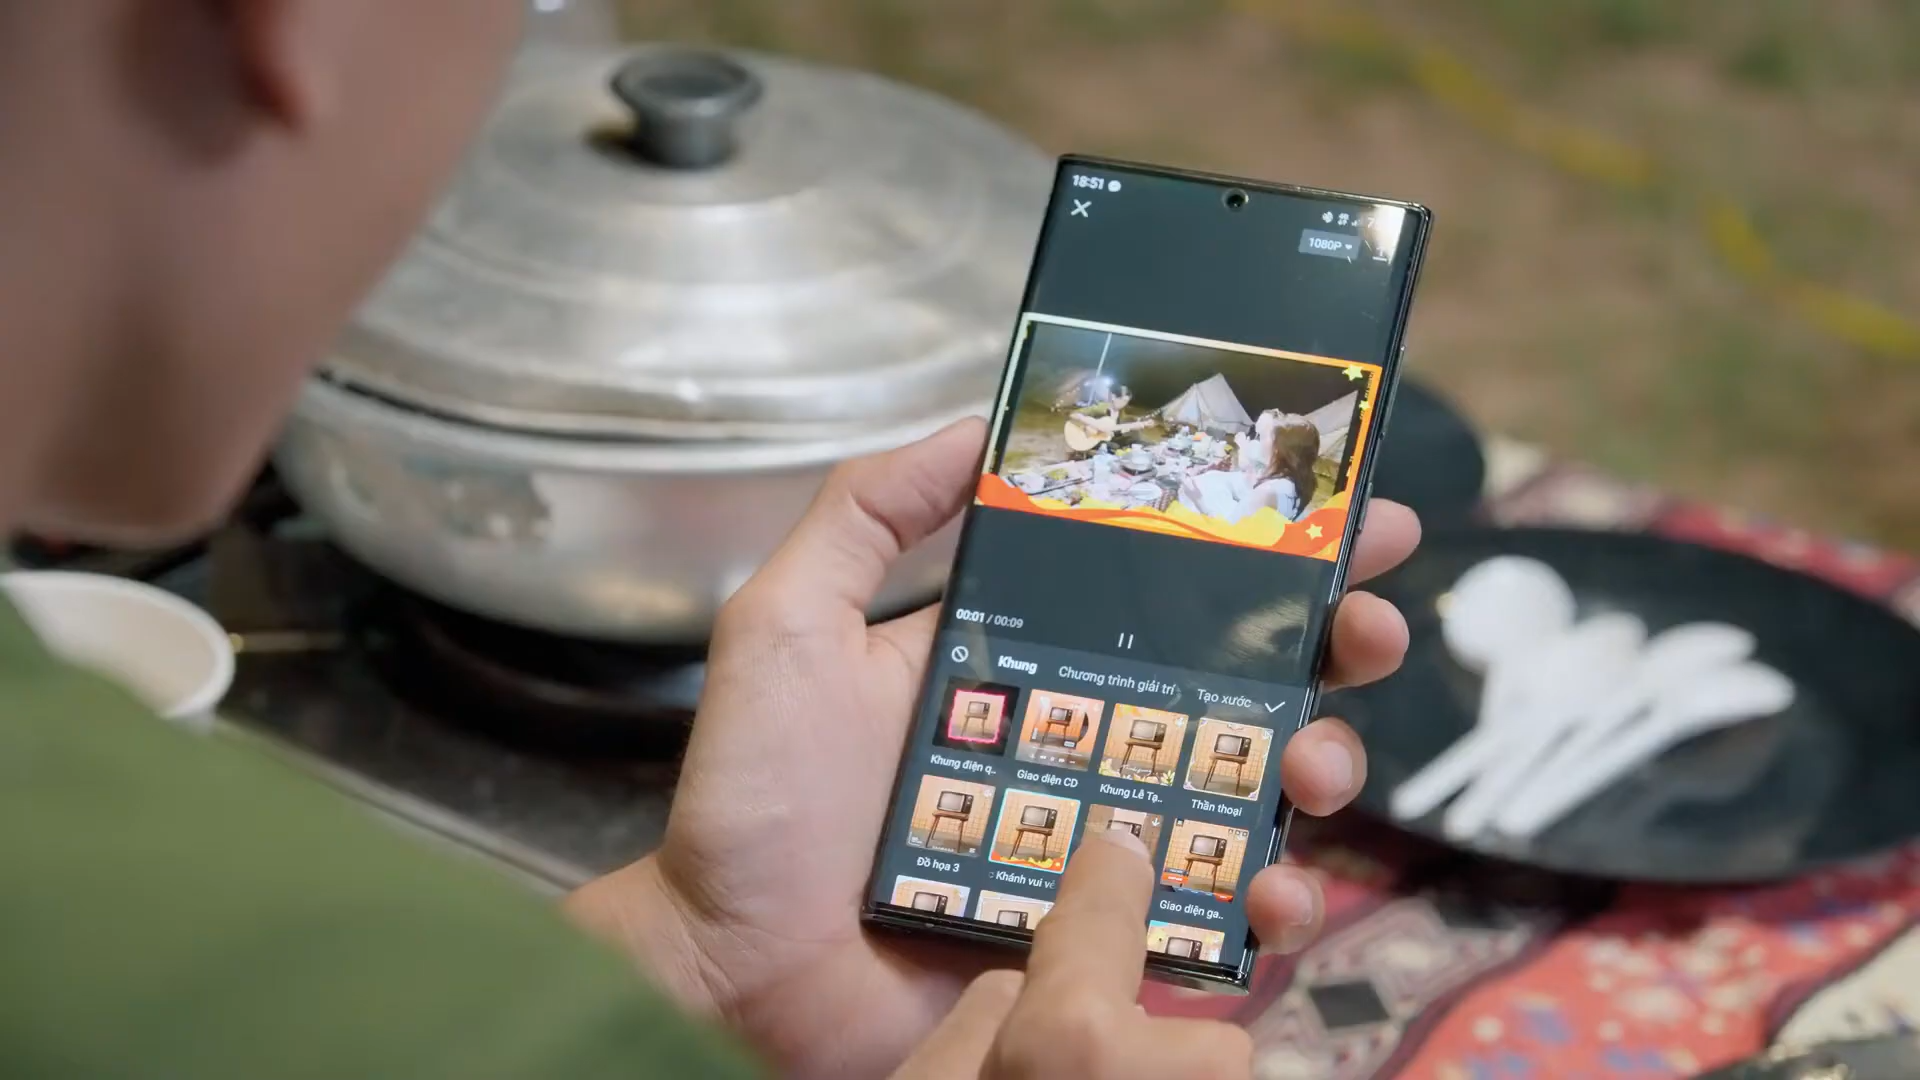 18:51
1080P
00:01 / 00:09
Khung Chương trình giải trí Tạo xước
Khung điện q..
Giao diện CD
Khung Lễ Tạ..
Thần thoại
Đồ họa 3
Khánh vui vẻ
Giao diện ga..